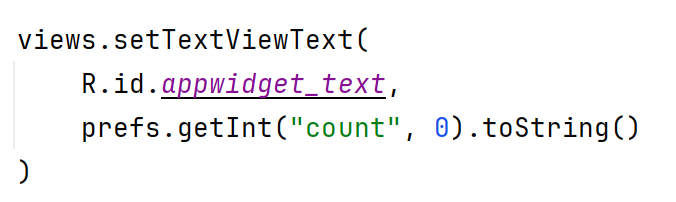 views.setTextViewText(
R.id.appwidget_text,
prefs.getInt("count", 0).toString()
)